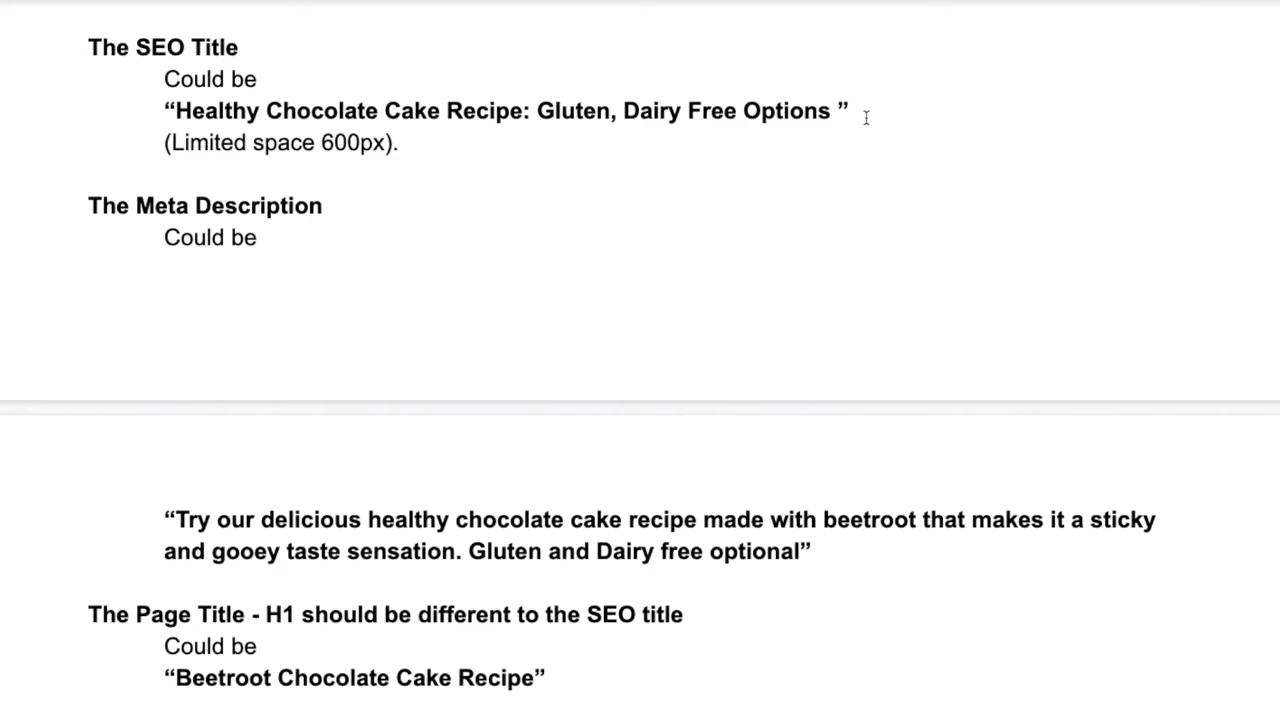 The SEO Title
Could be
“Healthy Chocolate Cake Recipe: Gluten, Dairy Free Options ”
(Limited space 600px).
The Meta Description
Could be
“Try our delicious healthy chocolate cake recipe made with beetroot that makes it a sticky
and gooey taste sensation. Gluten and Dairy free optional”
The Page Title - H1 should be different to the SEO title
Could be
“Beetroot Chocolate Cake Recipe”